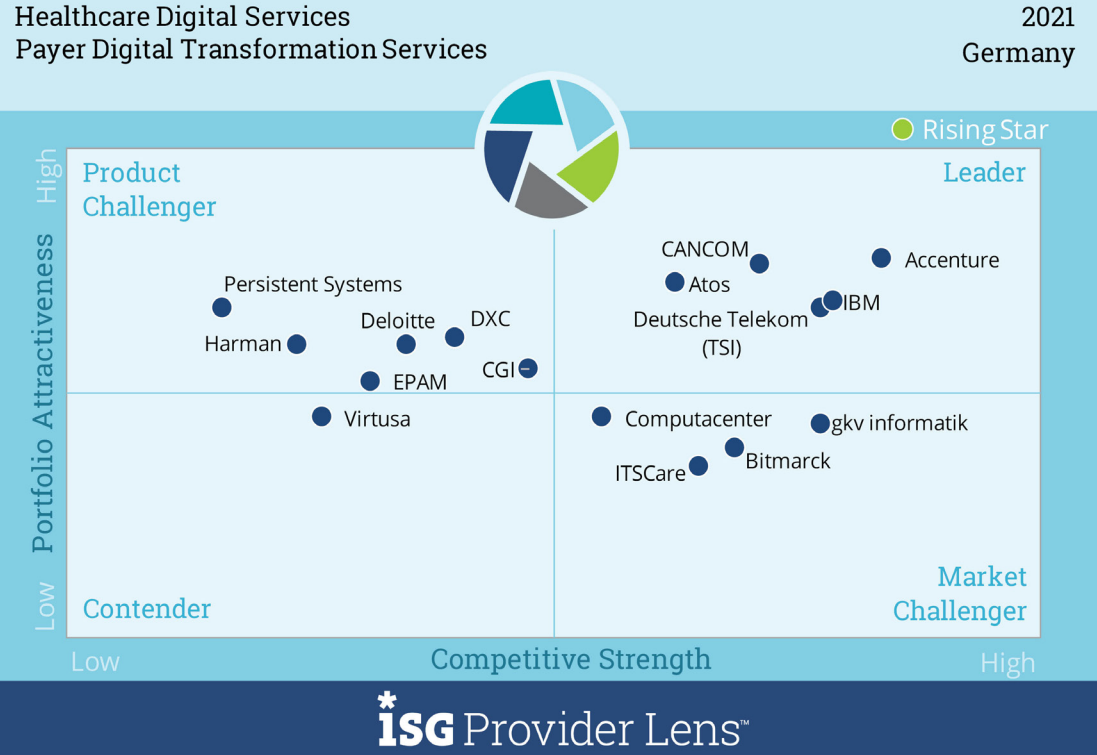 Healthcare Digital Services
Payer Digital Transformation Services
2021
Germany
Rising Star
High
Portfolio Attractiveness
Low
Product
Challenger
Leader
CANCOM
Accenture
Atos
Persistent Systems
IBM
Deutsche Telekom
(TSI)
DXC
Deloitte
Harman
CGI
EPAM
Virtusa
Computacenter
gkv informatik
Bitmarck
ITSCare
Contender
Market
Challenger
Low
Competitive Strength
High
ISG Provider Lens™